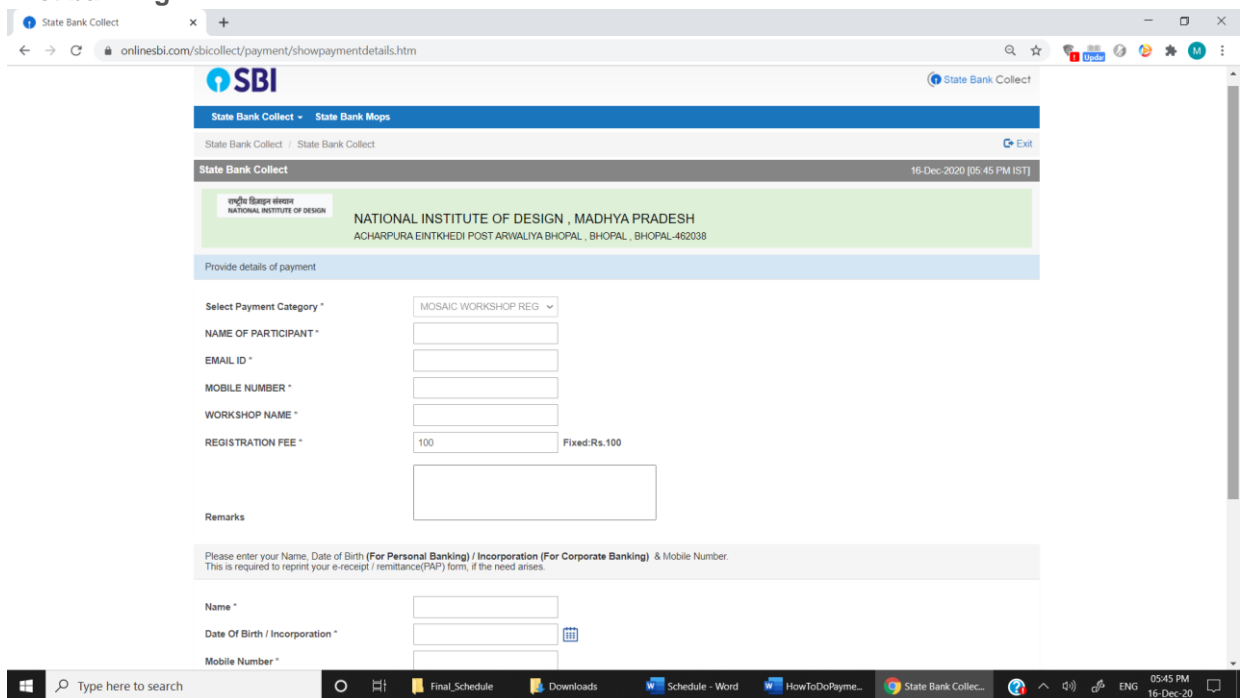 State Bank Collect
onlinesbi.com/sbicollect/payment/showpaymentdetails.htm
Updat
M
SBI
State Bank Collect
State Bank Collect State Bank Mops
State Bank Collect / State Bank Collect
Exit
State Bank Collect
16-Dec-2020 [05:45 PM IST]
राष्ट्रीय डिज़ाइन संस्थान
NATIONAL INSTITUTE OF DESIGN
NATIONAL INSTITUTE OF DESIGN , MADHYA PRADESH
ACHARPURA EINTKHEDI POST ARWALIYA BHOPAL , BHOPAL , BHOPAL-462038
Provide details of payment
Select Payment Category * MOSAIC WORKSHOP REG
NAME OF PARTICIPANT *
EMAIL ID *
MOBILE NUMBER *
WORKSHOP NAME *
REGISTRATION FEE * 100 Fixed:Rs.100
Remarks
Please enter your Name, Date of Birth (For Personal Banking) / Incorporation (For Corporate Banking) & Mobile Number.
This is required to reprint your e-receipt / remittance(PAP) form, if the need arises.
Name *
Date Of Birth / Incorporation *
Mobile Number *
Type here to search
Final_Schedule
Downloads
Schedule - Word
HowToDoPayme...
State Bank Collec...
ENG
05:45 PM
16-Dec-20